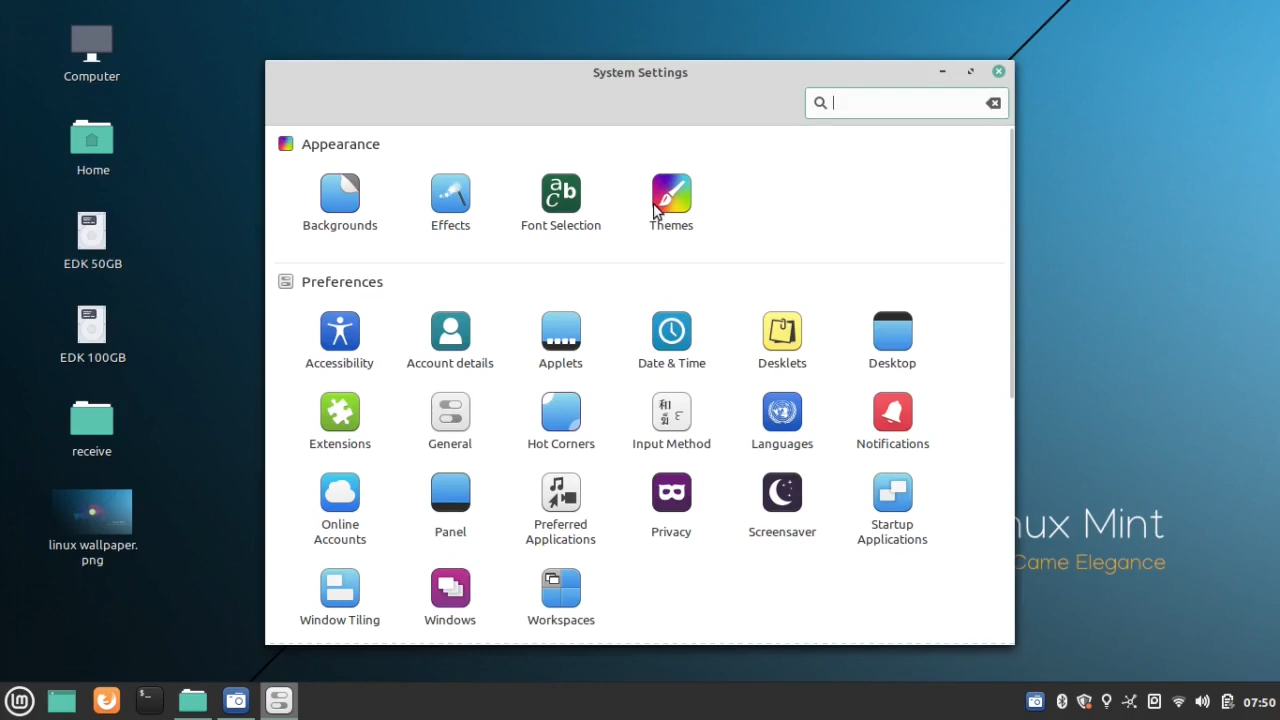 Computer
Home
EDK 50GB
EDK 100GB
receive
linux wallpaper.
png
System Settings
Appearance
Backgrounds
Effects
Font Selection
Themes
Preferences
Accessibility
Account details
Applets
Date & Time
Desklets
Desktop
Extensions
General
Hot Corners
Input Method
Languages
Notifications
Online
Accounts
Panel
Preferred
Applications
Privacy
Screensaver
Startup
Applications
Window Tiling
Windows
Workspaces
nux Mint
Came Elegance
07:50